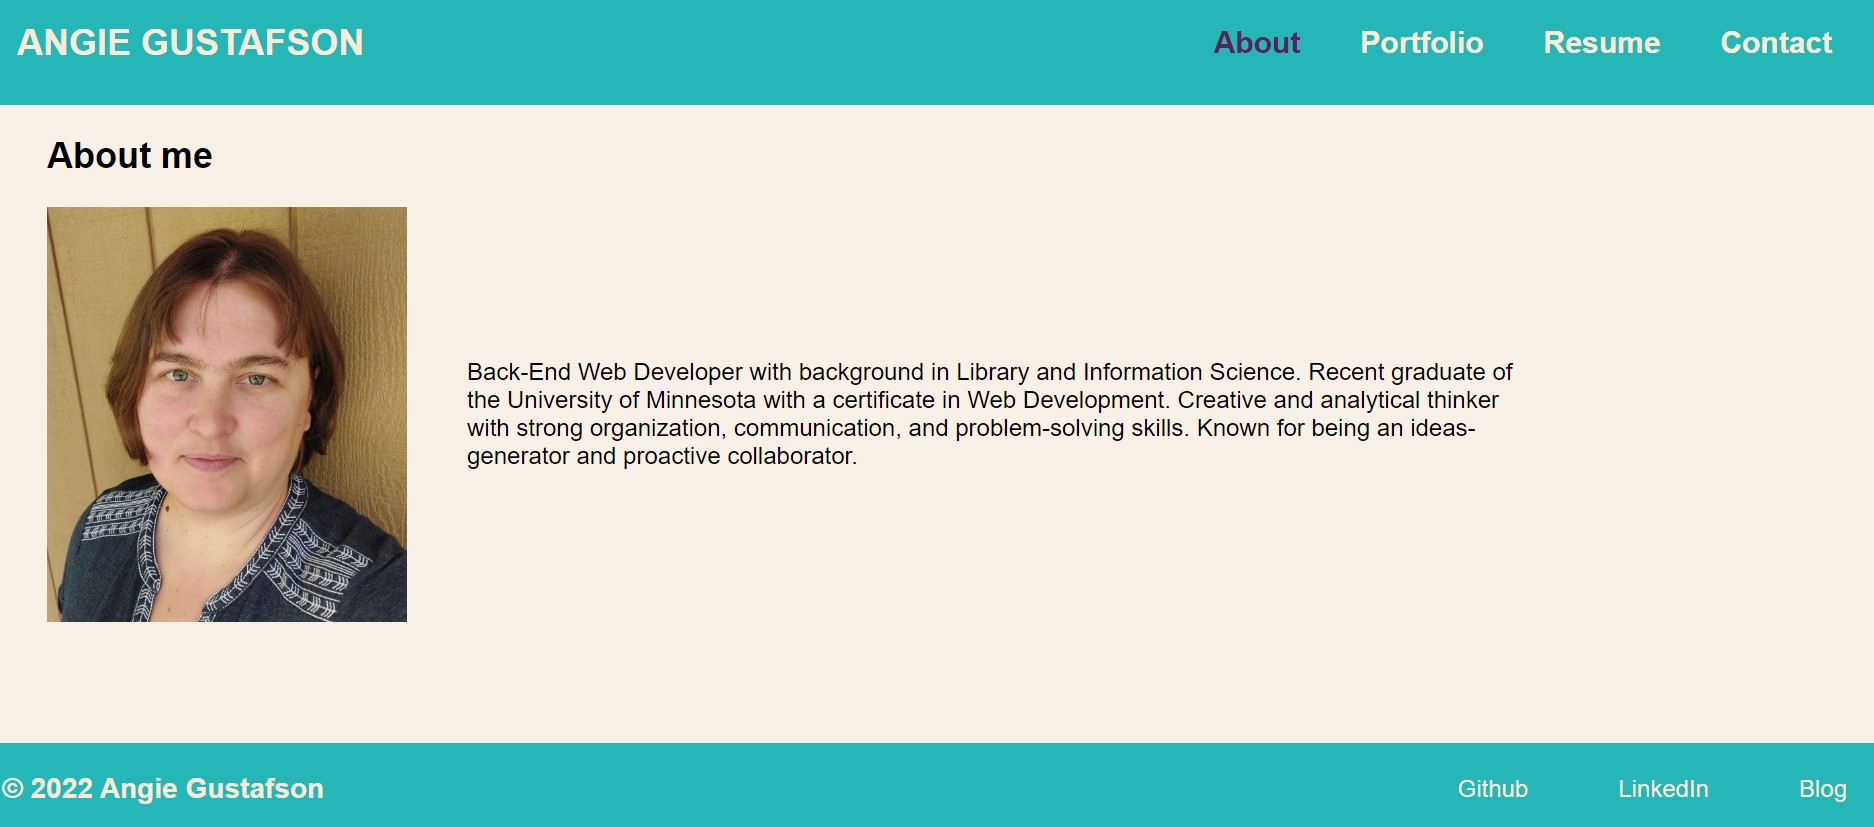 ANGIE GUSTAFSON
About Portfolio Resume Contact
About me
Back-End Web Developer with background in Library and Information Science. Recent graduate of
the University of Minnesota with a certificate in Web Development. Creative and analytical thinker
with strong organization, communication, and problem-solving skills. Known for being an ideas-
generator and proactive collaborator.
© 2022 Angie Gustafson
Github LinkedIn Blog